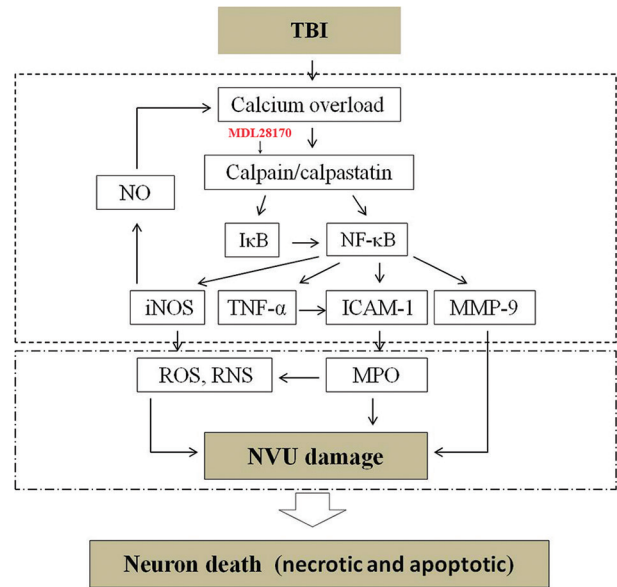 TBI
Calcium overload
MDL28170
Calpain/calpastatin
NO
IκB
NF-κB
iNOS
TNF-α
ICAM-1
MMP-9
ROS, RNS
MPO
NVU damage
Neuron death (necrotic and apoptotic)